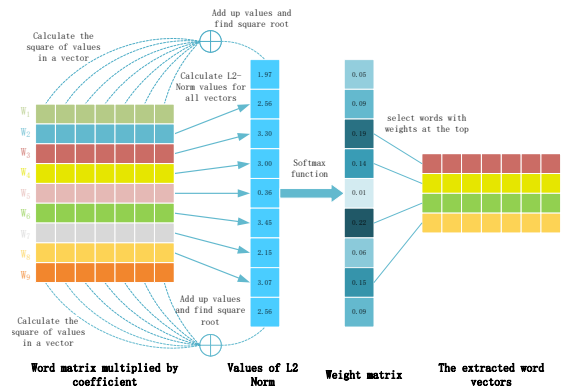 Add up values and
find square root
Calculate the
square of values
in a vector
Calculate L2-
Norm values for
all vectors
W1
W2
W3
W4
W5
W6
W7
W8
W9
1.97
2.56
3.30
3.00
0.36
3.45
2.15
3.07
2.56
Softmax
function
0.05
0.09
0.19
0.14
0.01
0.22
0.06
0.15
0.09
select words with
weights at the top
Add up values
and find square
root
Calculate the
square of values
in a vector
Word matrix multiplied by
coefficient
Values of L2
Norm
Weight matrix
The extracted word
vectors